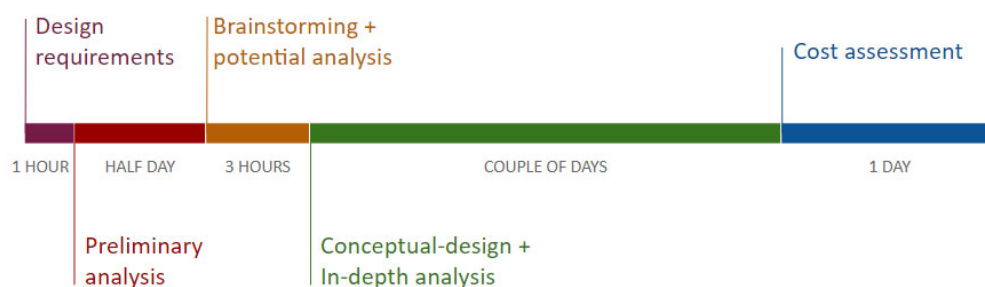 Design
requirements
Brainstorming +
potential analysis
Cost assessment
1 HOUR
HALF DAY
3 HOURS
COUPLE OF DAYS
1 DAY
Preliminary
analysis
Conceptual-design +
In-depth analysis